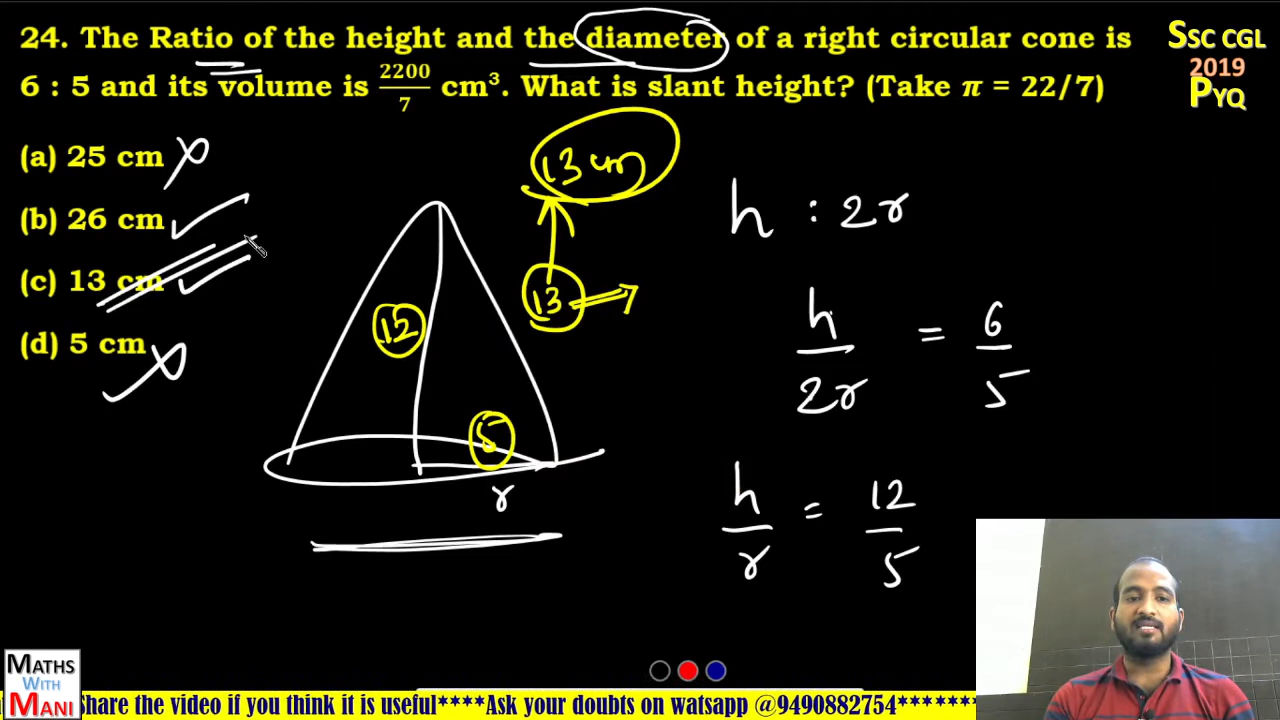 24. The Ratio of the height and the diameter of a right circular cone is
6 : 5 and its volume is 2200/7 cm³. What is slant height? (Take π = 22/7)
SSC CGL
2019
PYQ
(a) 25 cm
(b) 26 cm
(c) 13 cm
(d) 5 cm
13 cm
13
12
5
r
h : 2r
h/2r = 6/5
h/r = 12/5
MATHS
WITH
MANI
Share the video if you think it is useful****Ask your doubts on watsapp @9490882754*******